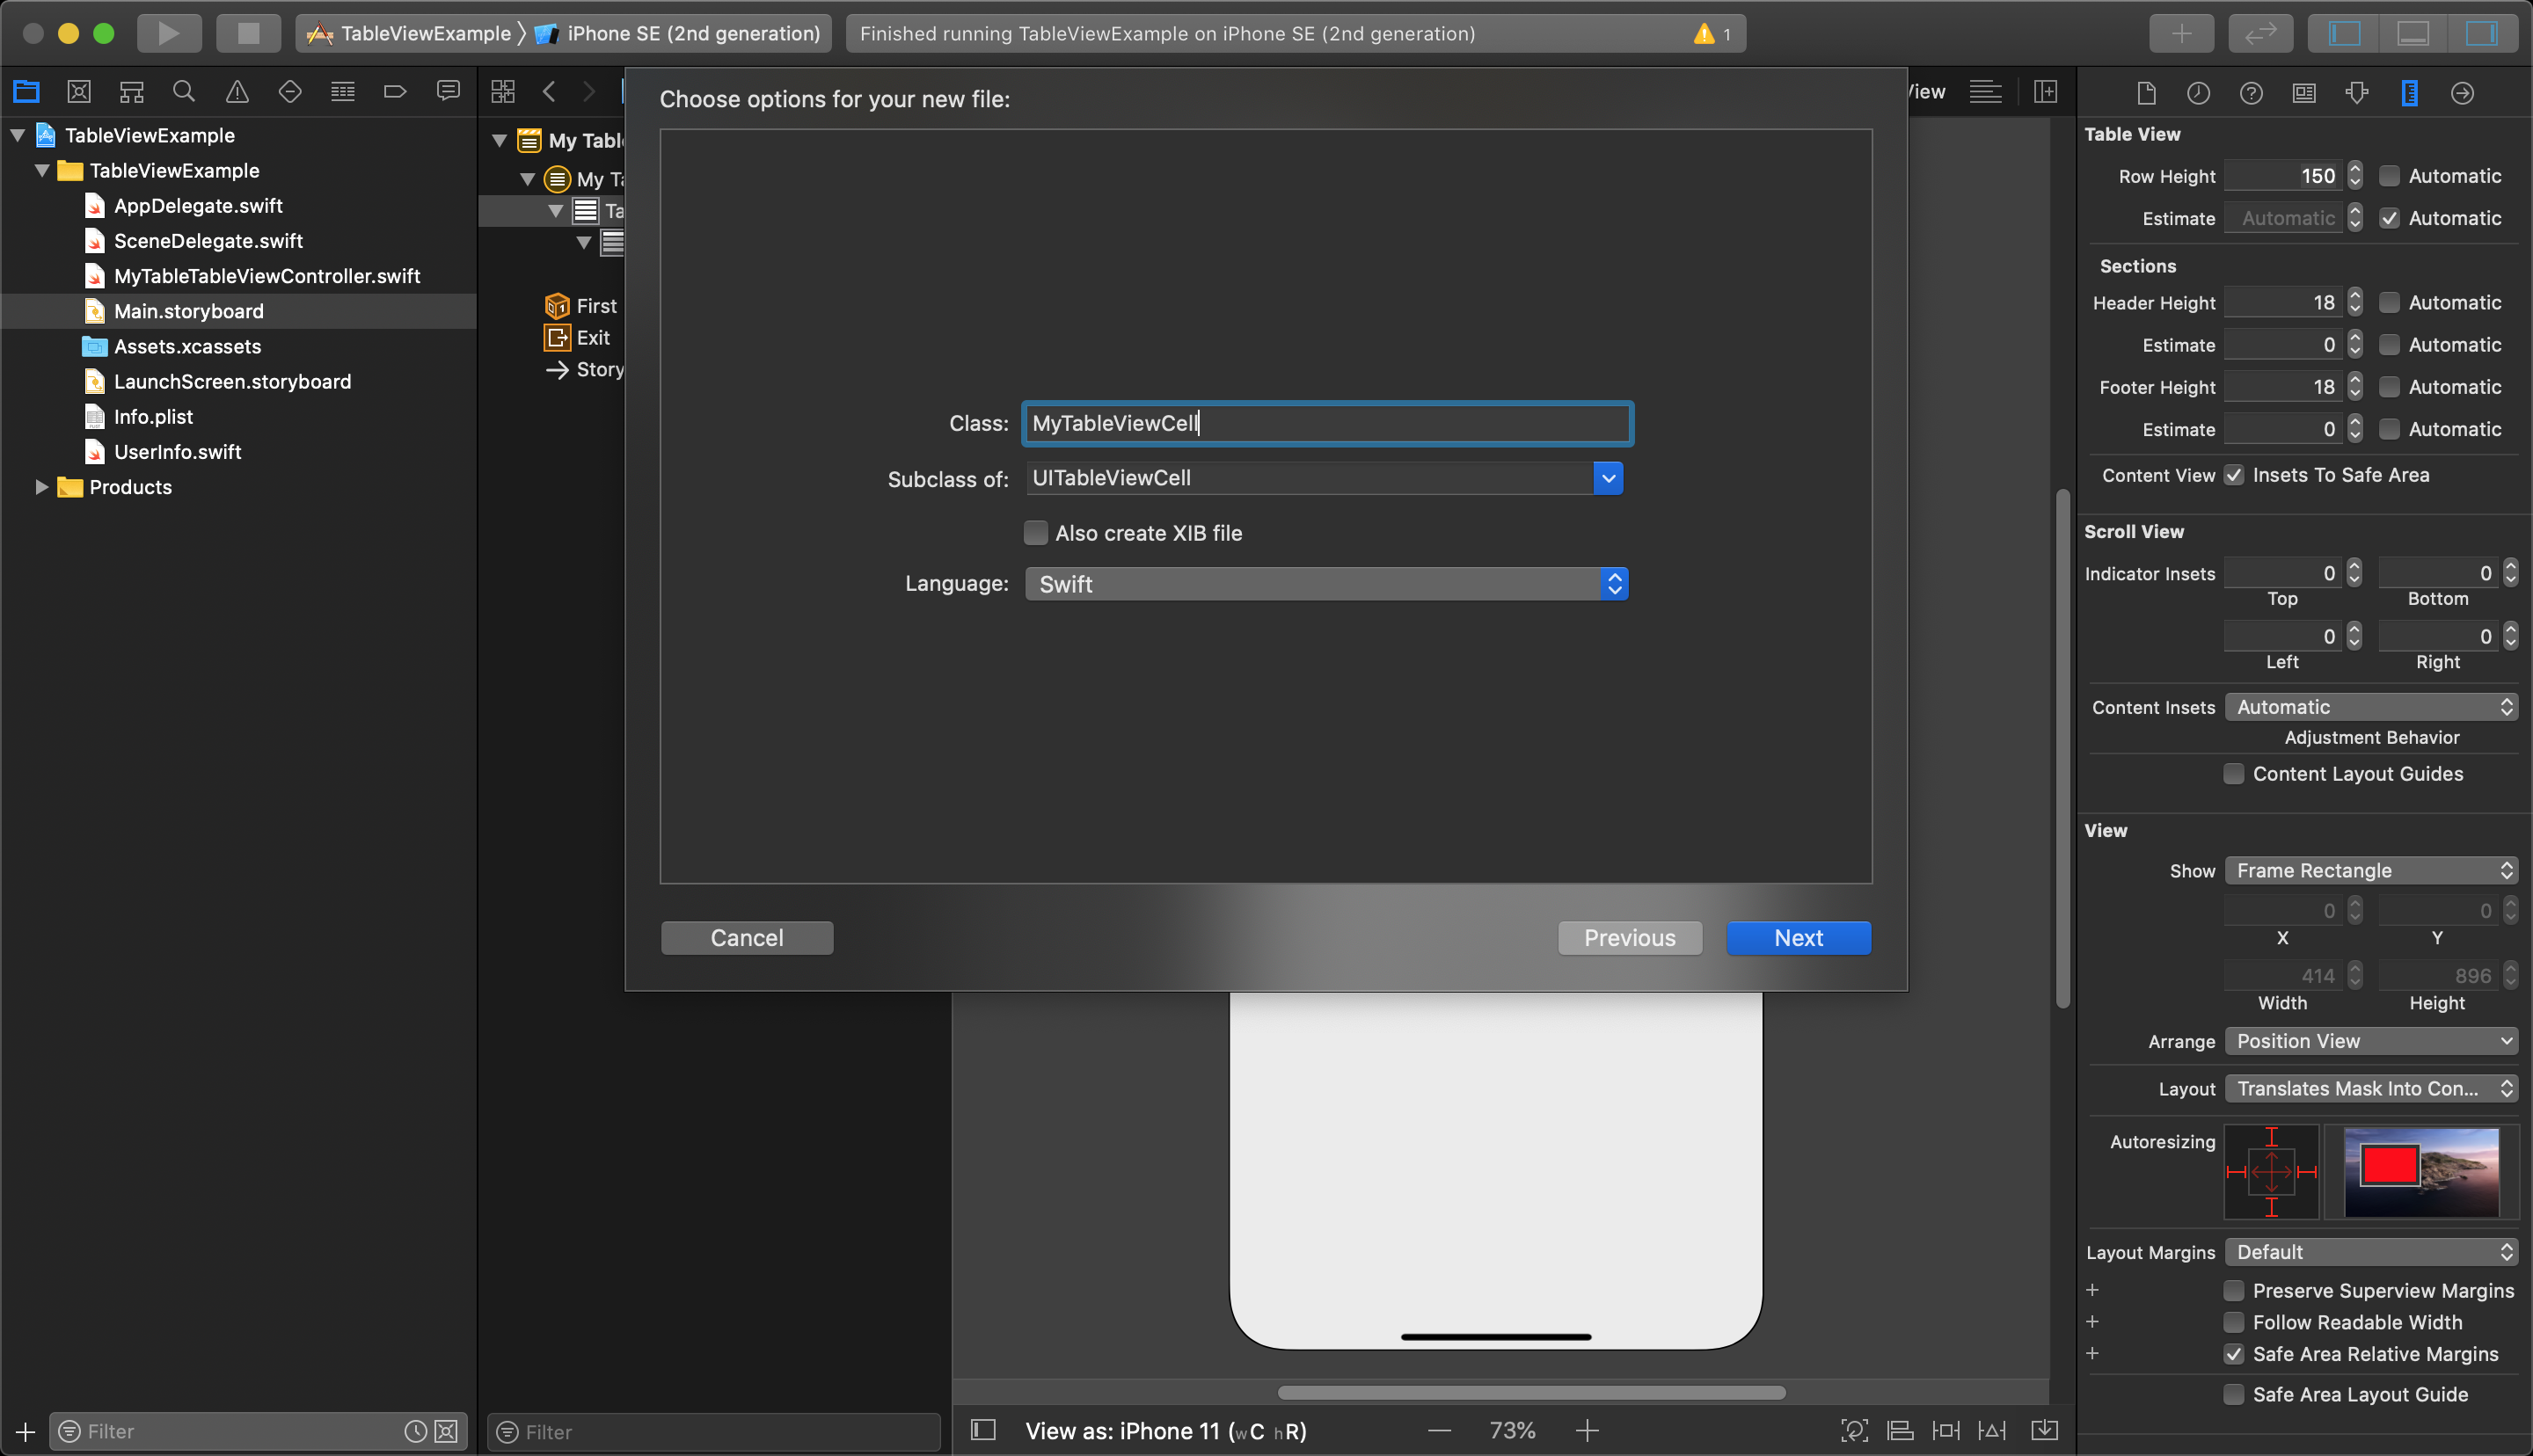 TableViewExample
iPhone SE (2nd generation)
Finished running TableViewExample on iPhone SE (2nd generation)
1
TableViewExample
TableViewExample
AppDelegate.swift
SceneDelegate.swift
MyTableTableViewController.swift
Main.storyboard
Assets.xcassets
LaunchScreen.storyboard
Info.plist
UserInfo.swift
Products
Filter
My Tabl
My Ta
Ta
First
Exit
Story
Filter
Choose options for your new file:
Class: MyTableViewCell
Subclass of: UITableViewCell
Also create XIB file
Language: Swift
Cancel
Previous
Next
View
View as: iPhone 11 (wC hR)
73%
Table View
Row Height 150 Automatic
Estimate Automatic Automatic
Sections
Header Height 18 Automatic
Estimate 0 Automatic
Footer Height 18 Automatic
Estimate 0 Automatic
Content View Insets To Safe Area
Scroll View
Indicator Insets 0 0
Top Bottom
0 0
Left Right
Content Insets Automatic
Adjustment Behavior
Content Layout Guides
View
Show Frame Rectangle
0 0
X Y
414 896
Width Height
Arrange Position View
Layout Translates Mask Into Con...
Autoresizing
Layout Margins Default
Preserve Superview Margins
Follow Readable Width
Safe Area Relative Margins
Safe Area Layout Guide